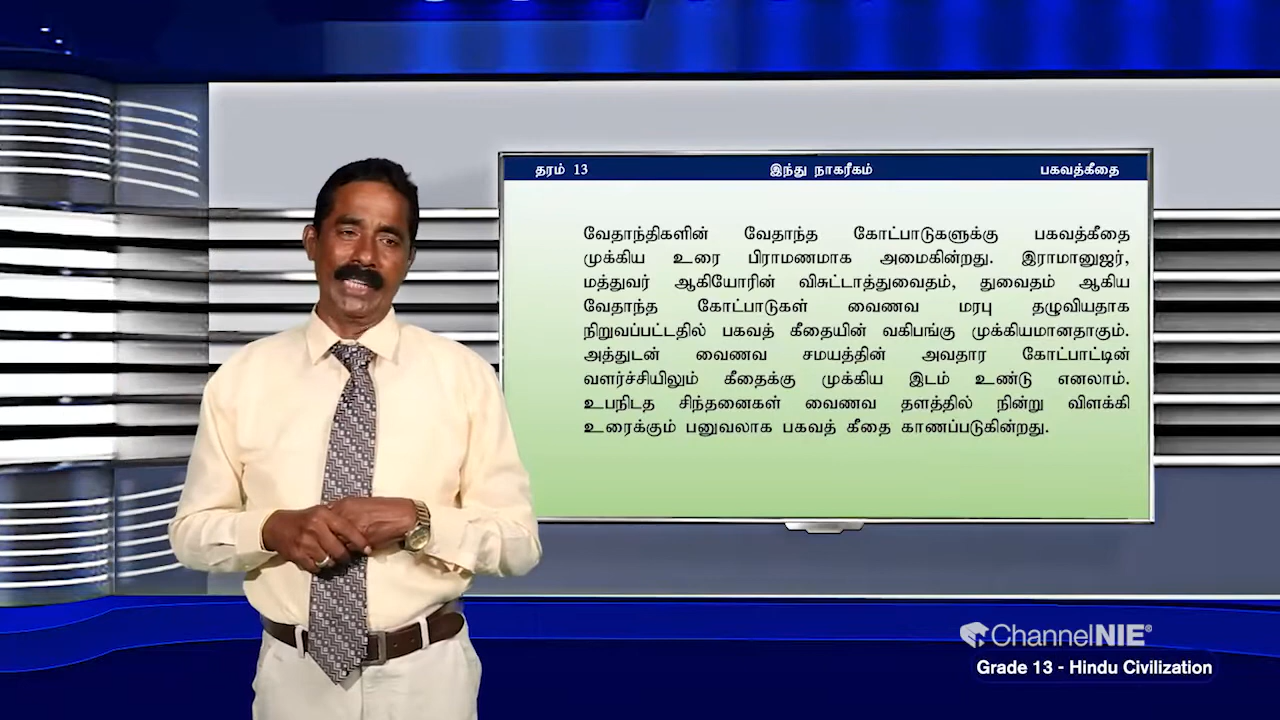 தரம் 13 இந்து நாகரீகம் பகவத்கீதை
வேதாந்திகளின் வேதாந்த கோட்பாடுகளுக்கு பகவத்கீதை
முக்கிய உரை பிராமணமாக அமைகின்றது. இராமானுஜர்,
மத்துவர் ஆகியோரின் விசுட்டாத்துவைதம், துவைதம் ஆகிய
வேதாந்த கோட்பாடுகள் வைணவ மரபு தழுவியதாக
நிறுவப்பட்டதில் பகவத் கீதையின் வகிபங்கு முக்கியமானதாகும்.
அத்துடன் வைணவ சமயத்தின் அவதார கோட்பாட்டின்
வளர்ச்சியிலும் கீதைக்கு முக்கிய இடம் உண்டு எனலாம்.
உபநிடத சிந்தனைகள் வைணவ தளத்தில் நின்று விளக்கி
உரைக்கும் பனுவலாக பகவத் கீதை காணப்படுகின்றது.
ChannelNIE®
Grade 13 - Hindu Civilization